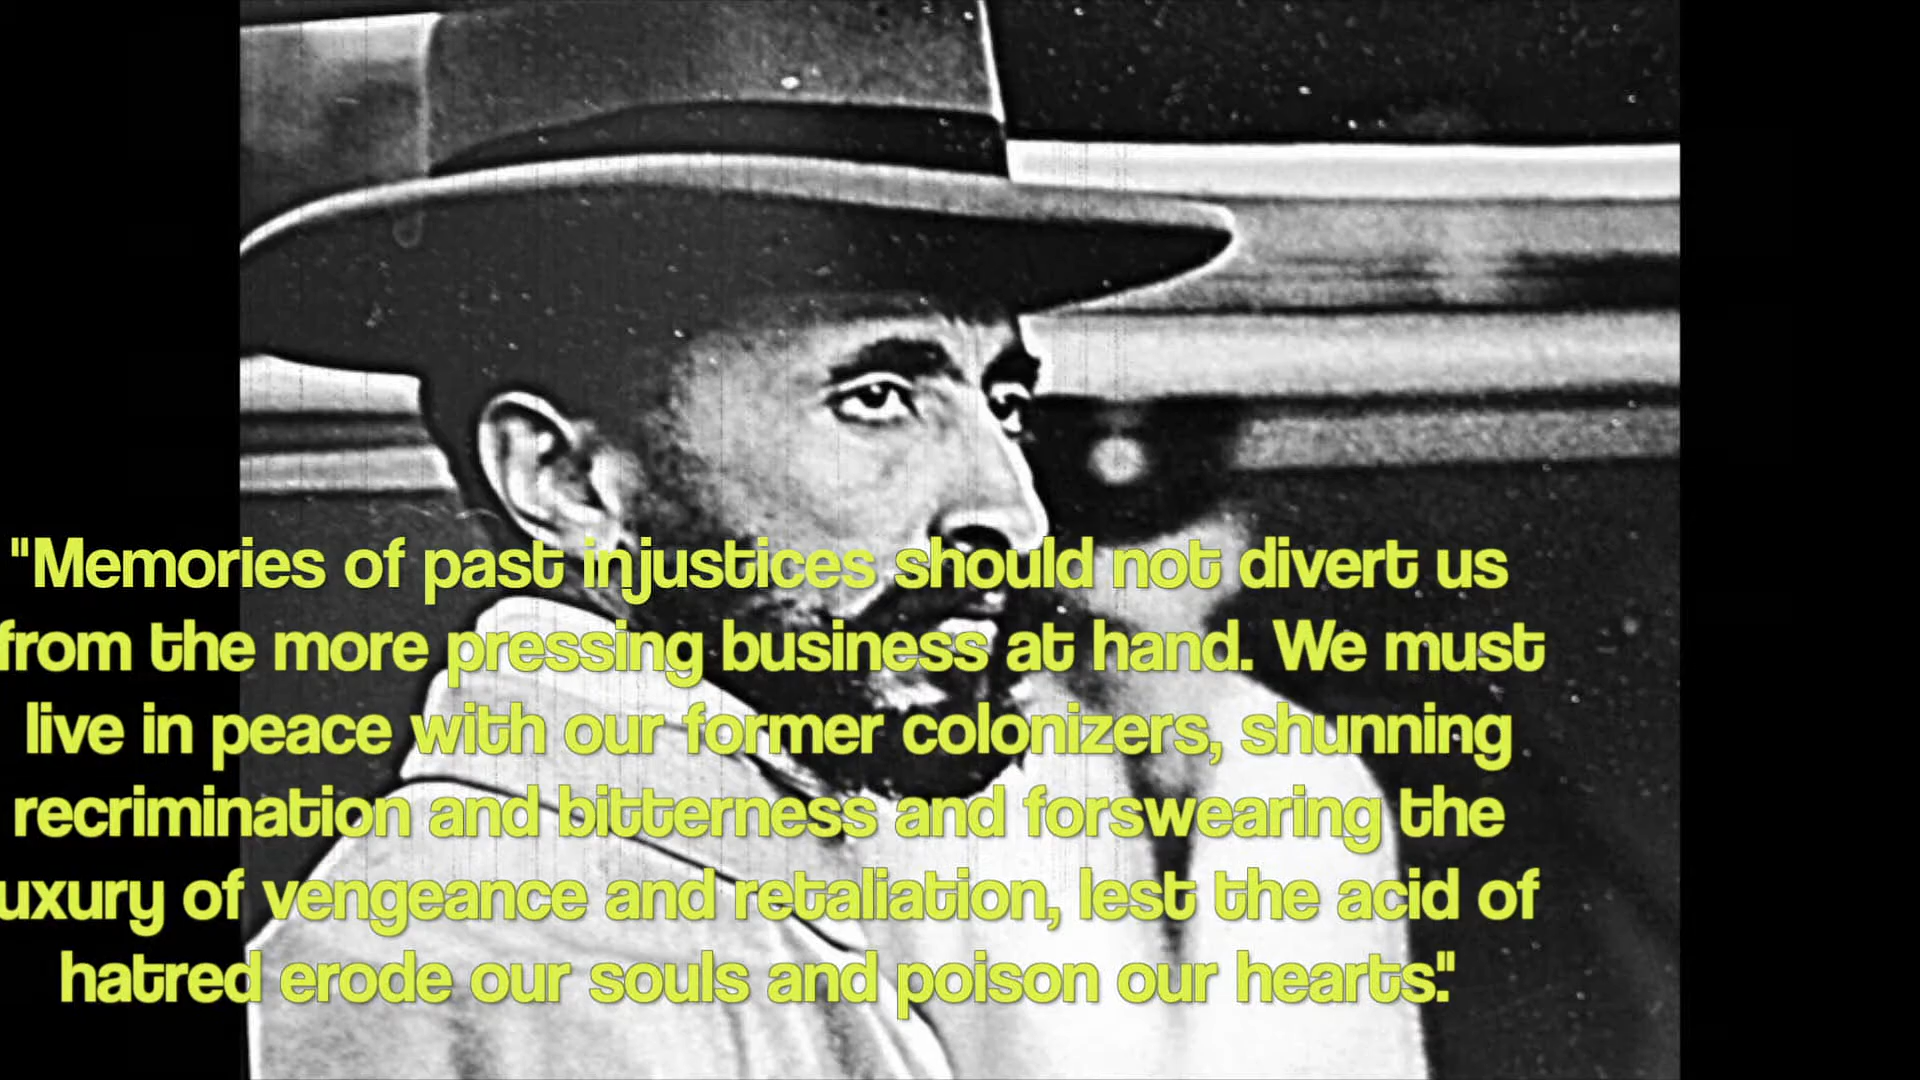 "Memories of past injustices should not divert us
from the more pressing business at hand. We must
live in peace with our former colonizers, shunning
recrimination and bitterness and forswearing the
uxury of vengeance and retaliation, lest the acid of
hatred erode our souls and poison our hearts."